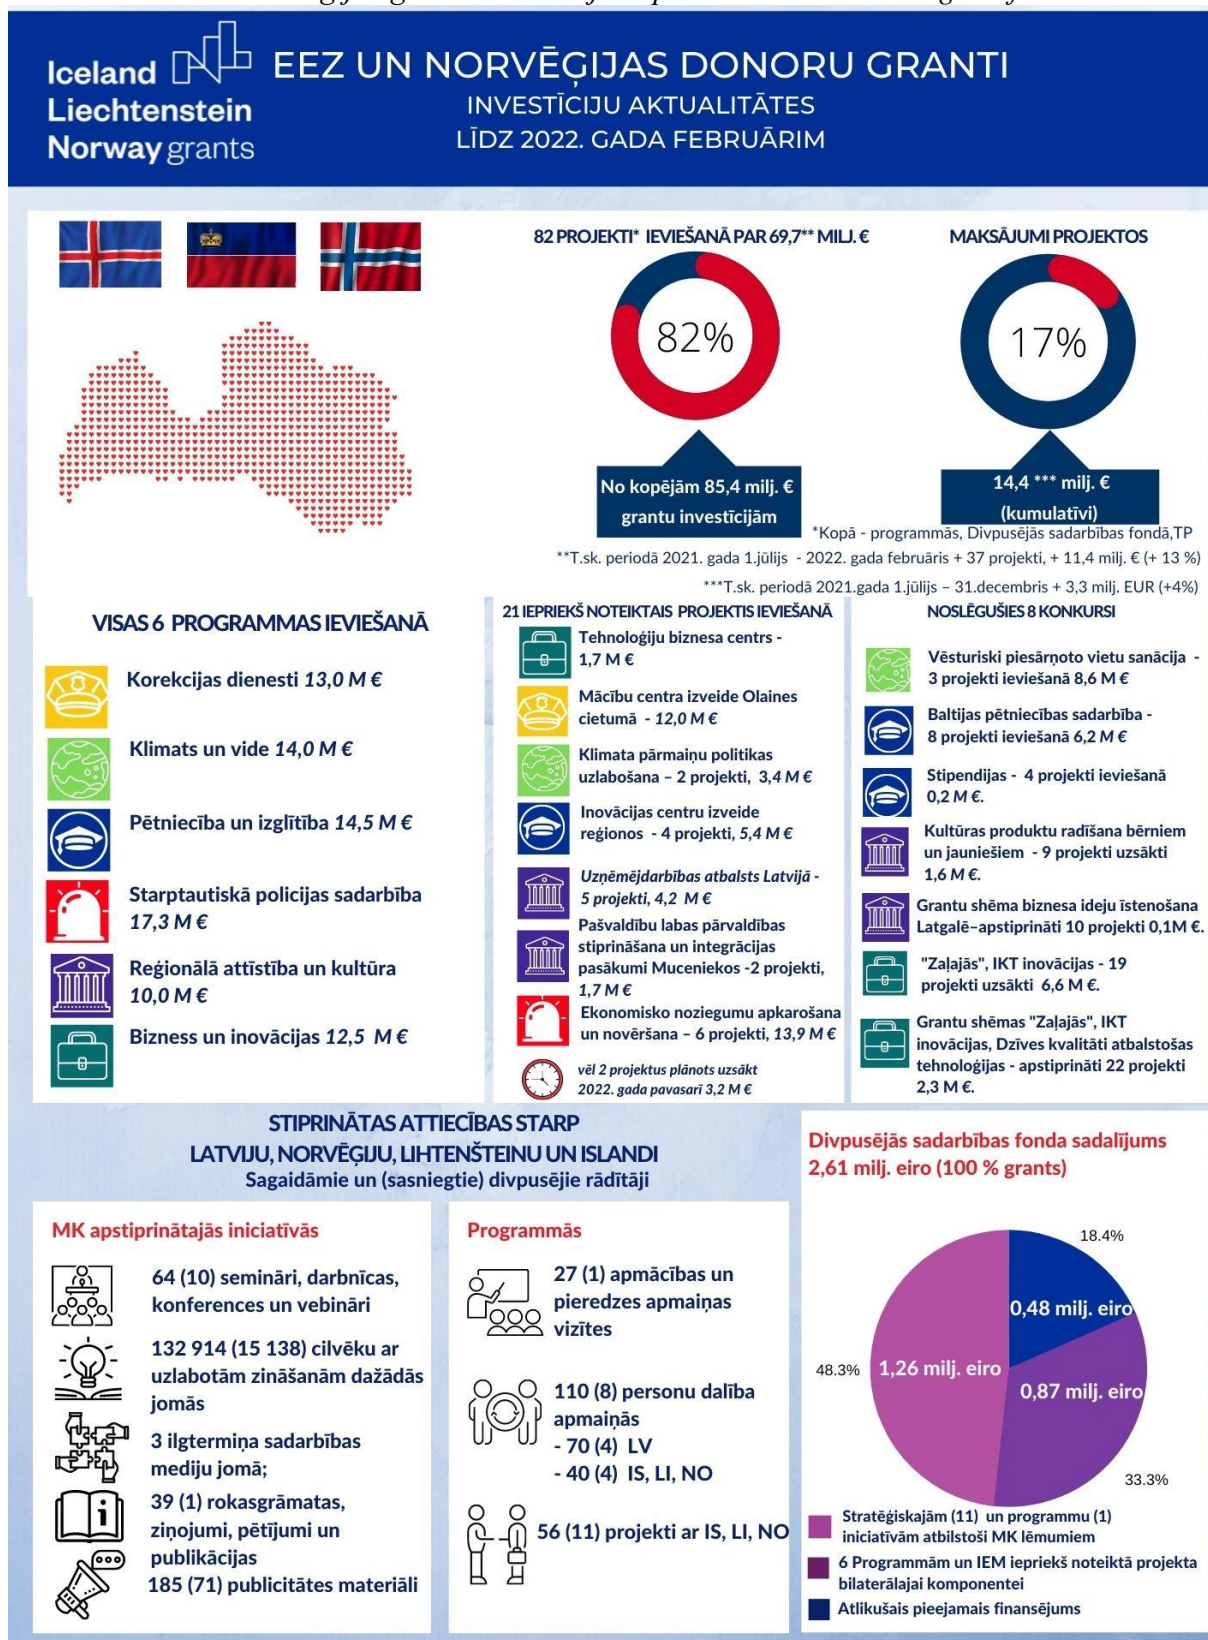 Iceland
Liechtenstein
Norway grants
EEZ UN NORVĒĢIJAS DONORU GRANTI
INVESTĪCIJU AKTUALITĀTES
LĪDZ 2022. GADA FEBRUĀRIM
82 PROJEKTI* IEVIEŠANĀ PAR 69,7** MILJ. €
82%
No kopējām 85,4 milj. €
grantu investīcijām
MAKSĀJUMI PROJEKTOS
17%
14,4 *** milj. €
(kumulatīvi)
*Kopā - programmās, Divpusējās sadarbības fondā,TP
**T.sk. periodā 2021. gada 1.jūlijs - 2022. gada februāris + 37 projekti, + 11,4 milj. € (+ 13 %)
***T.sk. periodā 2021.gada 1.jūlijs – 31.decembris + 3,3 milj. EUR (+4%)
VISAS 6 PROGRAMMAS IEVIEŠANĀ
Korekcijas dienesti 13,0 M €
Klimats un vide 14,0 M €
Pētniecība un izglītība 14,5 M €
Starptautiskā policijas sadarbība
17,3 M €
Reģionālā attīstība un kultūra
10,0 M €
Bizness un inovācijas 12,5 M €
21 IEPRIEKŠ NOTEIKTAIS PROJEKTIS IEVIEŠANĀ
Tehnoloģiju biznesa centrs -
1,7 M €
Mācību centra izveide Olaines
cietumā - 12,0 M €
Klimata pārmaiņu politikas
uzlabošana – 2 projekti, 3,4 M €
Inovācijas centru izveide
reģionos - 4 projekti, 5,4 M €
Uzņēmējdarbības atbalsts Latvijā -
5 projekti, 4,2 M €
Pašvaldību labas pārvaldības
stiprināšana un integrācijas
pasākumi Muceniekos -2 projekti,
1,7 M €
Ekonomisko noziegumu apkarošana
un novēršana – 6 projekti, 13,9 M €
vēl 2 projektus plānots uzsākt
2022. gada pavasarī 3,2 M €
NOSLĒGUŠIES 8 KONKURSI
Vēsturiski piesārņoto vietu sanācija -
3 projekti ieviešanā 8,6 M €
Baltijas pētniecības sadarbība -
8 projekti ieviešanā 6,2 M €
Stipendijas - 4 projekti ieviešanā
0,2 M €.
Kultūras produktu radīšana bērniem
un jauniešiem - 9 projekti uzsākti
1,6 M €.
Grantu shēma biznesa ideju īstenošana
Latgalē–apstiprināti 10 projekti 0,1M €.
"Zaļajās", IKT inovācijas - 19
projekti uzsākti 6,6 M €.
Grantu shēmas "Zaļajās", IKT
inovācijas, Dzīves kvalitāti atbalstošas
tehnoloģijas - apstiprināti 22 projekti
2,3 M €.
STIPRINĀTAS ATTIECĪBAS STARP
LATVIJU, NORVĒĢIJU, LIHTENŠTEINU UN ISLANDI
Sagaidāmie un (sasniegtie) divpusējie rādītāji
MK apstiprinātajās iniciatīvās
64 (10) semināri, darbnīcas,
konferences un vebināri
132 914 (15 138) cilvēku ar
uzlabotām zināšanām dažādās
jomās
3 ilgtermiņa sadarbības
mediju jomā;
39 (1) rokasgrāmatas,
ziņojumi, pētījumi un
publikācijas
185 (71) publicitātes materiāli
Programmās
27 (1) apmācības un
pieredzes apmaiņas
vizītes
110 (8) personu dalība
apmaiņās
- 70 (4) LV
- 40 (4) IS, LI, NO
56 (11) projekti ar IS, LI, NO
Divpusējās sadarbības fonda sadalījums
2,61 milj. eiro (100 % grants)
18.4%
0,48 milj. eiro
48.3%
1,26 milj. eiro
0,87 milj. eiro
33.3%
Stratēģiskajām (11) un programmu (1)
iniciatīvām atbilstoši MK lēmumiem
6 Programmām un IEM iepriekš noteiktā projekta
bilaterālajai komponentei
Atlikušais pieejamais finansējums